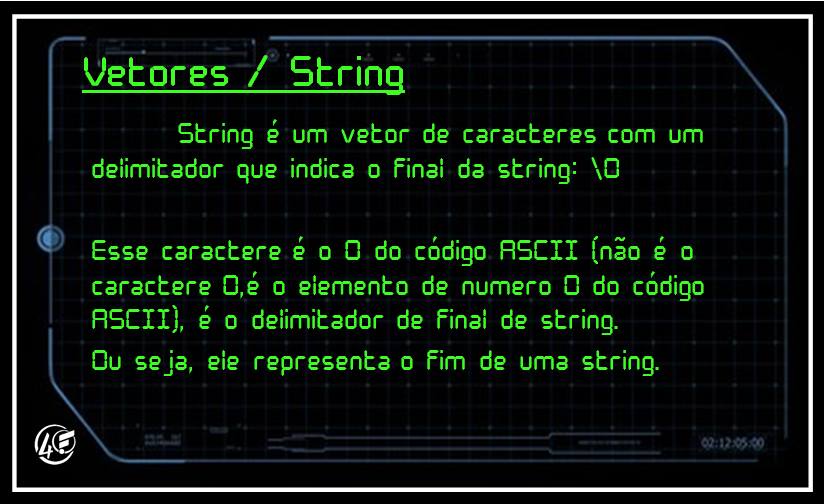 Vetores / String
String é um vetor de caracteres com um
delimitador que indica o final da string: \0
Esse caractere é o 0 do código ASCII (não é o
caractere 0,é o elemento de numero 0 do código
ASCII), é o delimitador de final de string.
Ou seja, ele representa o fim de uma string.
02:12:05:00